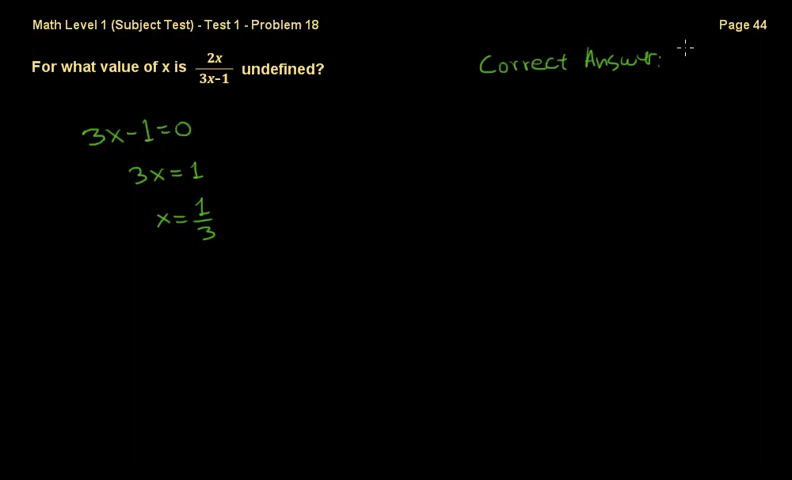 Math Level 1 (Subject Test) - Test 1 - Problem 18
Page 44
For what value of x is 2x/3x–1 undefined?
Correct Answer:
3x-1=0
3x=1
x=1/3